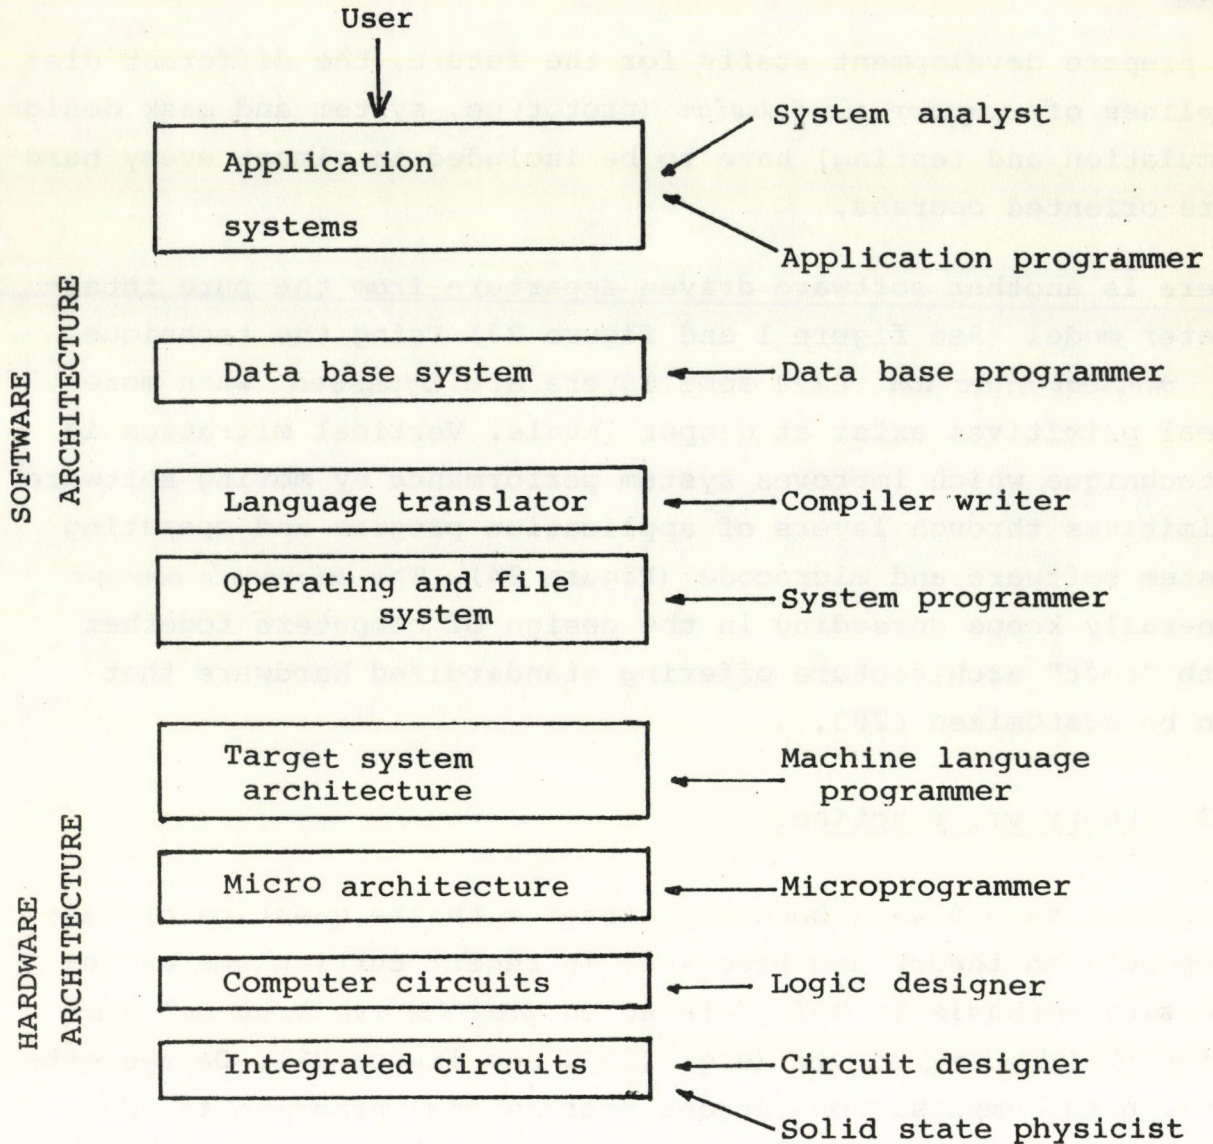 User
Application
systems
System analyst
Application programmer
SOFTWARE
ARCHITECTURE
Data base system
Data base programmer
Language translator
Compiler writer
Operating and file
system
System programmer
HARDWARE
ARCHITECTURE
Target system
architecture
Machine language
programmer
Micro architecture
Microprogrammer
Computer circuits
Logic designer
Integrated circuits
Circuit designer
Solid state physicist